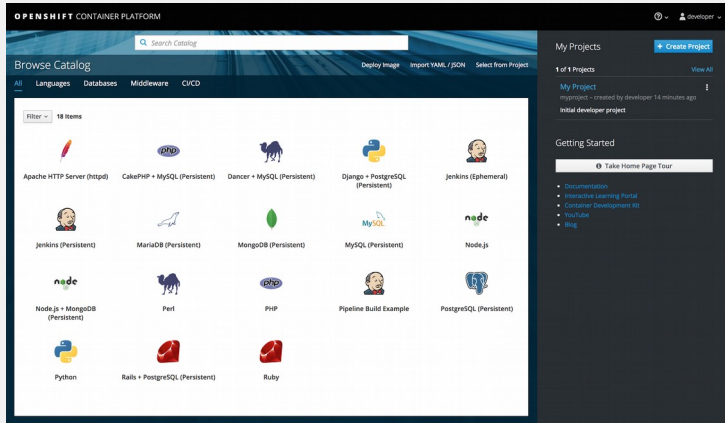 OPENSHIFT CONTAINER PLATFORM
developer
Search Catalog
Browse Catalog
Deploy Image Import YAML / JSON Select from Project
All Languages Databases Middleware CI/CD
Filter 18 Items
php
Apache HTTP Server (httpd) CakePHP + MySQL (Persistent) Dancer + MySQL (Persistent) Django + PostgreSQL Jenkins (Ephemeral)
(Persistent)
MySQL node
Jenkins (Persistent) MariaDB (Persistent) MongoDB (Persistent) MySQL (Persistent) Node.js
node php
Node.js + MongoDB Perl PHP Pipeline Build Example PostgreSQL (Persistent)
(Persistent)
Python Rails + PostgreSQL (Persistent) Ruby
My Projects + Create Project
1 of 1 Projects View All
My Project
myproject – created by developer 14 minutes ago
Initial developer project
Getting Started
Take Home Page Tour
Documentation
Interactive Learning Portal
Container Development Kit
YouTube
Blog